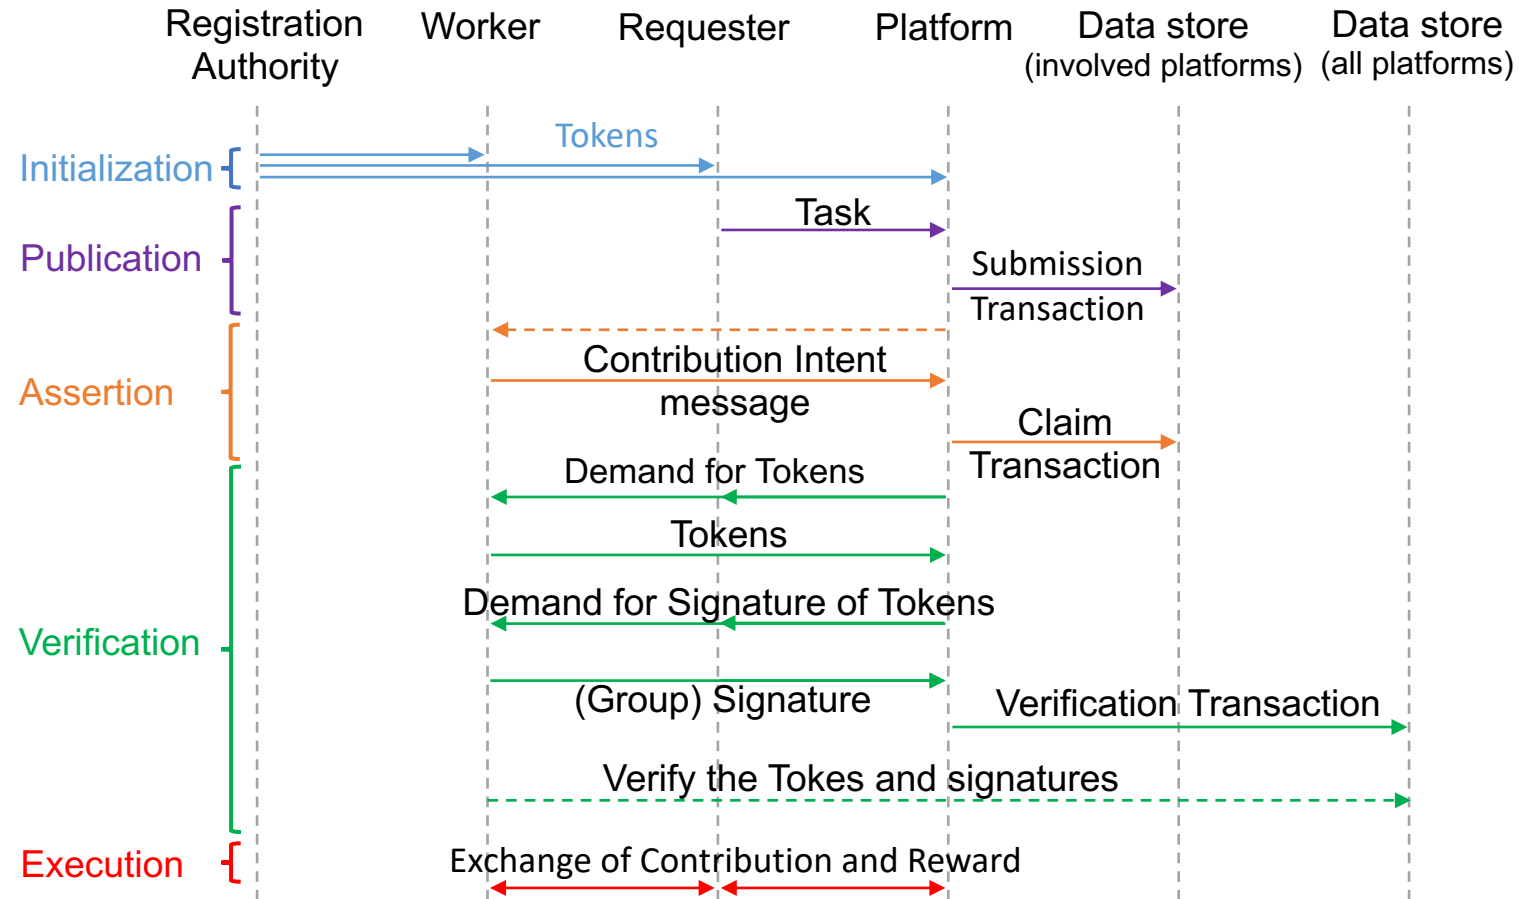 Registration
Authority
Worker
Requester
Platform
Data store
(involved platforms)
Data store
(all platforms)
Initialization
Tokens
Publication
Task
Submission
Transaction
Assertion
Contribution Intent
message
Claim
Transaction
Verification
Demand for Tokens
Tokens
Demand for Signature of Tokens
(Group) Signature
Verification Transaction
Verify the Tokes and signatures
Execution
Exchange of Contribution and Reward